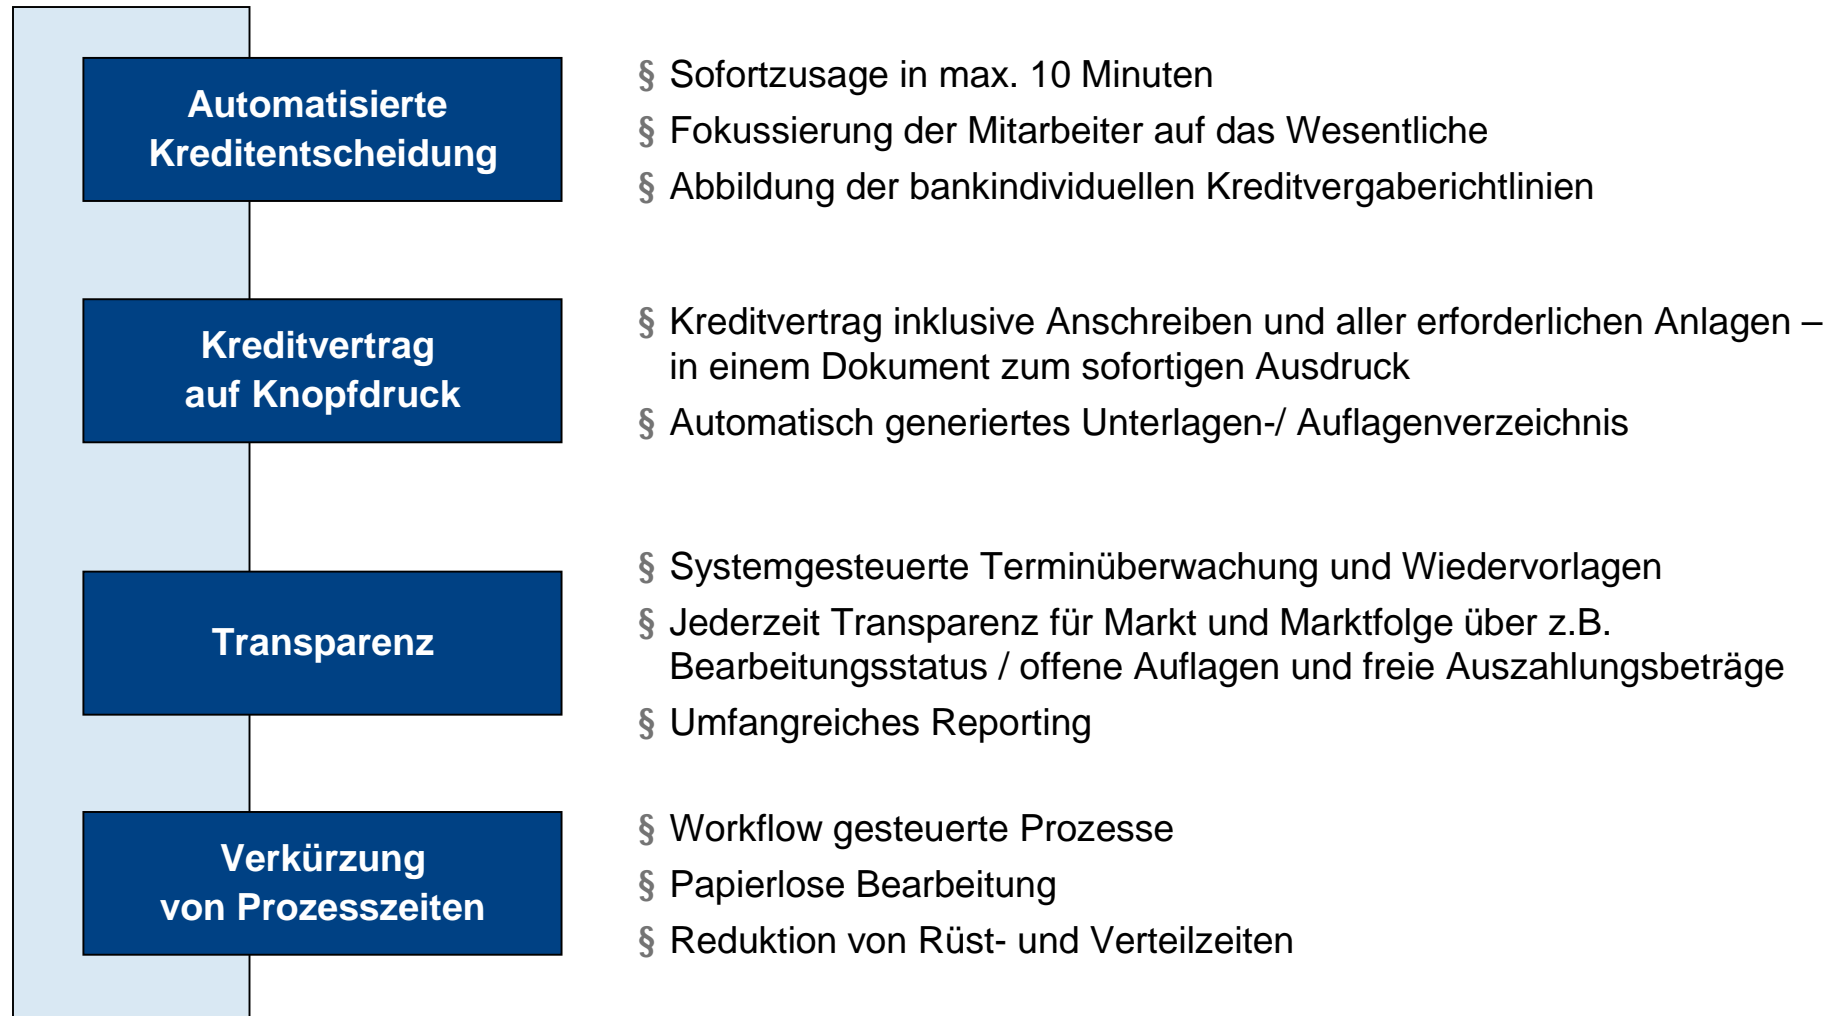 Automatisierte
Kreditentscheidung
§ Sofortzusage in max. 10 Minuten
§ Fokussierung der Mitarbeiter auf das Wesentliche
§ Abbildung der bankindividuellen Kreditvergaberichtlinien
Kreditvertrag
auf Knopfdruck
§ Kreditvertrag inklusive Anschreiben und aller erforderlichen Anlagen –
in einem Dokument zum sofortigen Ausdruck
§ Automatisch generiertes Unterlagen-/ Auflagenverzeichnis
Transparenz
§ Systemgesteuerte Terminüberwachung und Wiedervorlagen
§ Jederzeit Transparenz für Markt und Marktfolge über z.B.
Bearbeitungsstatus / offene Auflagen und freie Auszahlungsbeträge
§ Umfangreiches Reporting
Verkürzung
von Prozesszeiten
§ Workflow gesteuerte Prozesse
§ Papierlose Bearbeitung
§ Reduktion von Rüst- und Verteilzeiten